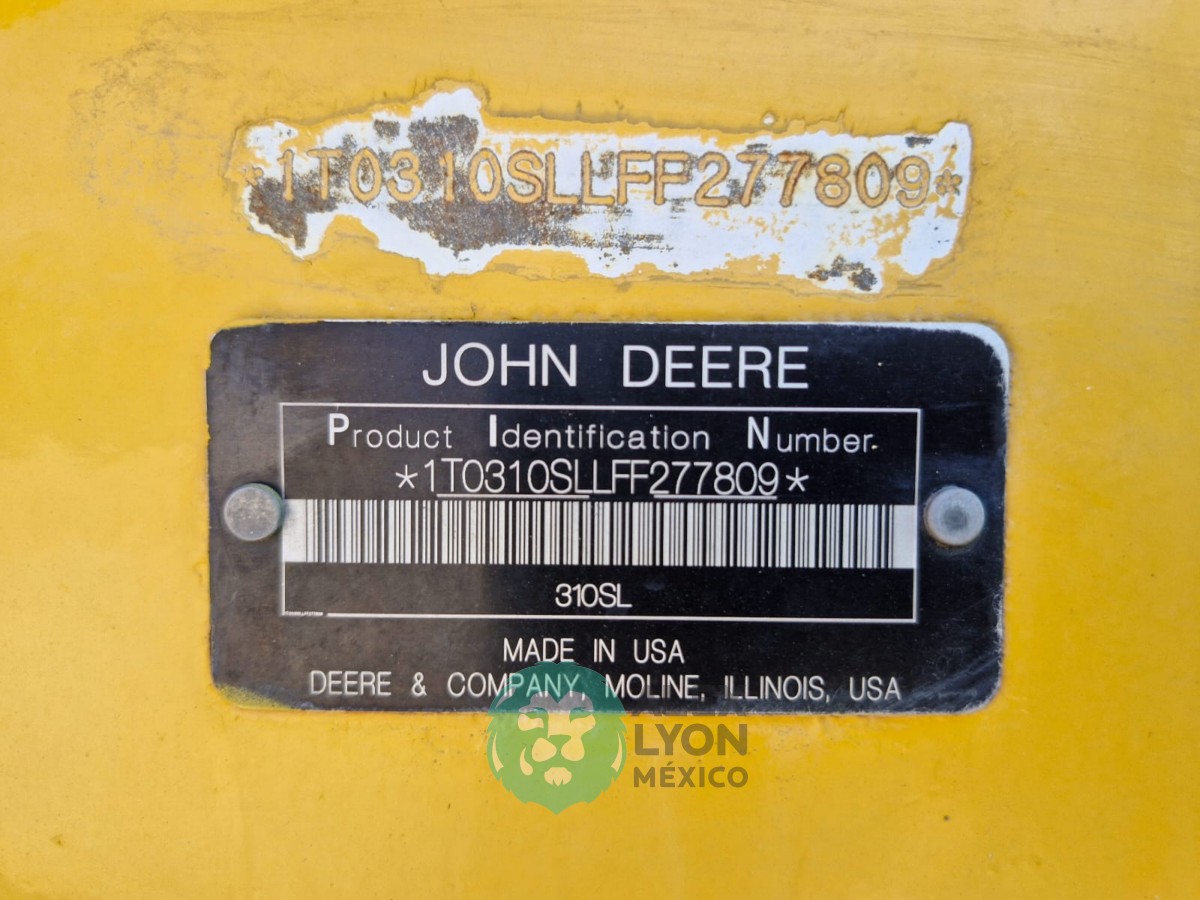 *1T0310SLLFF277809*
JOHN DEERE
Product Identification Number
*1T0310SLLFF277809*
310SL
MADE IN USA
DEERE & COMPANY, MOLINE, ILLINOIS, USA
LYON
MÉXICO